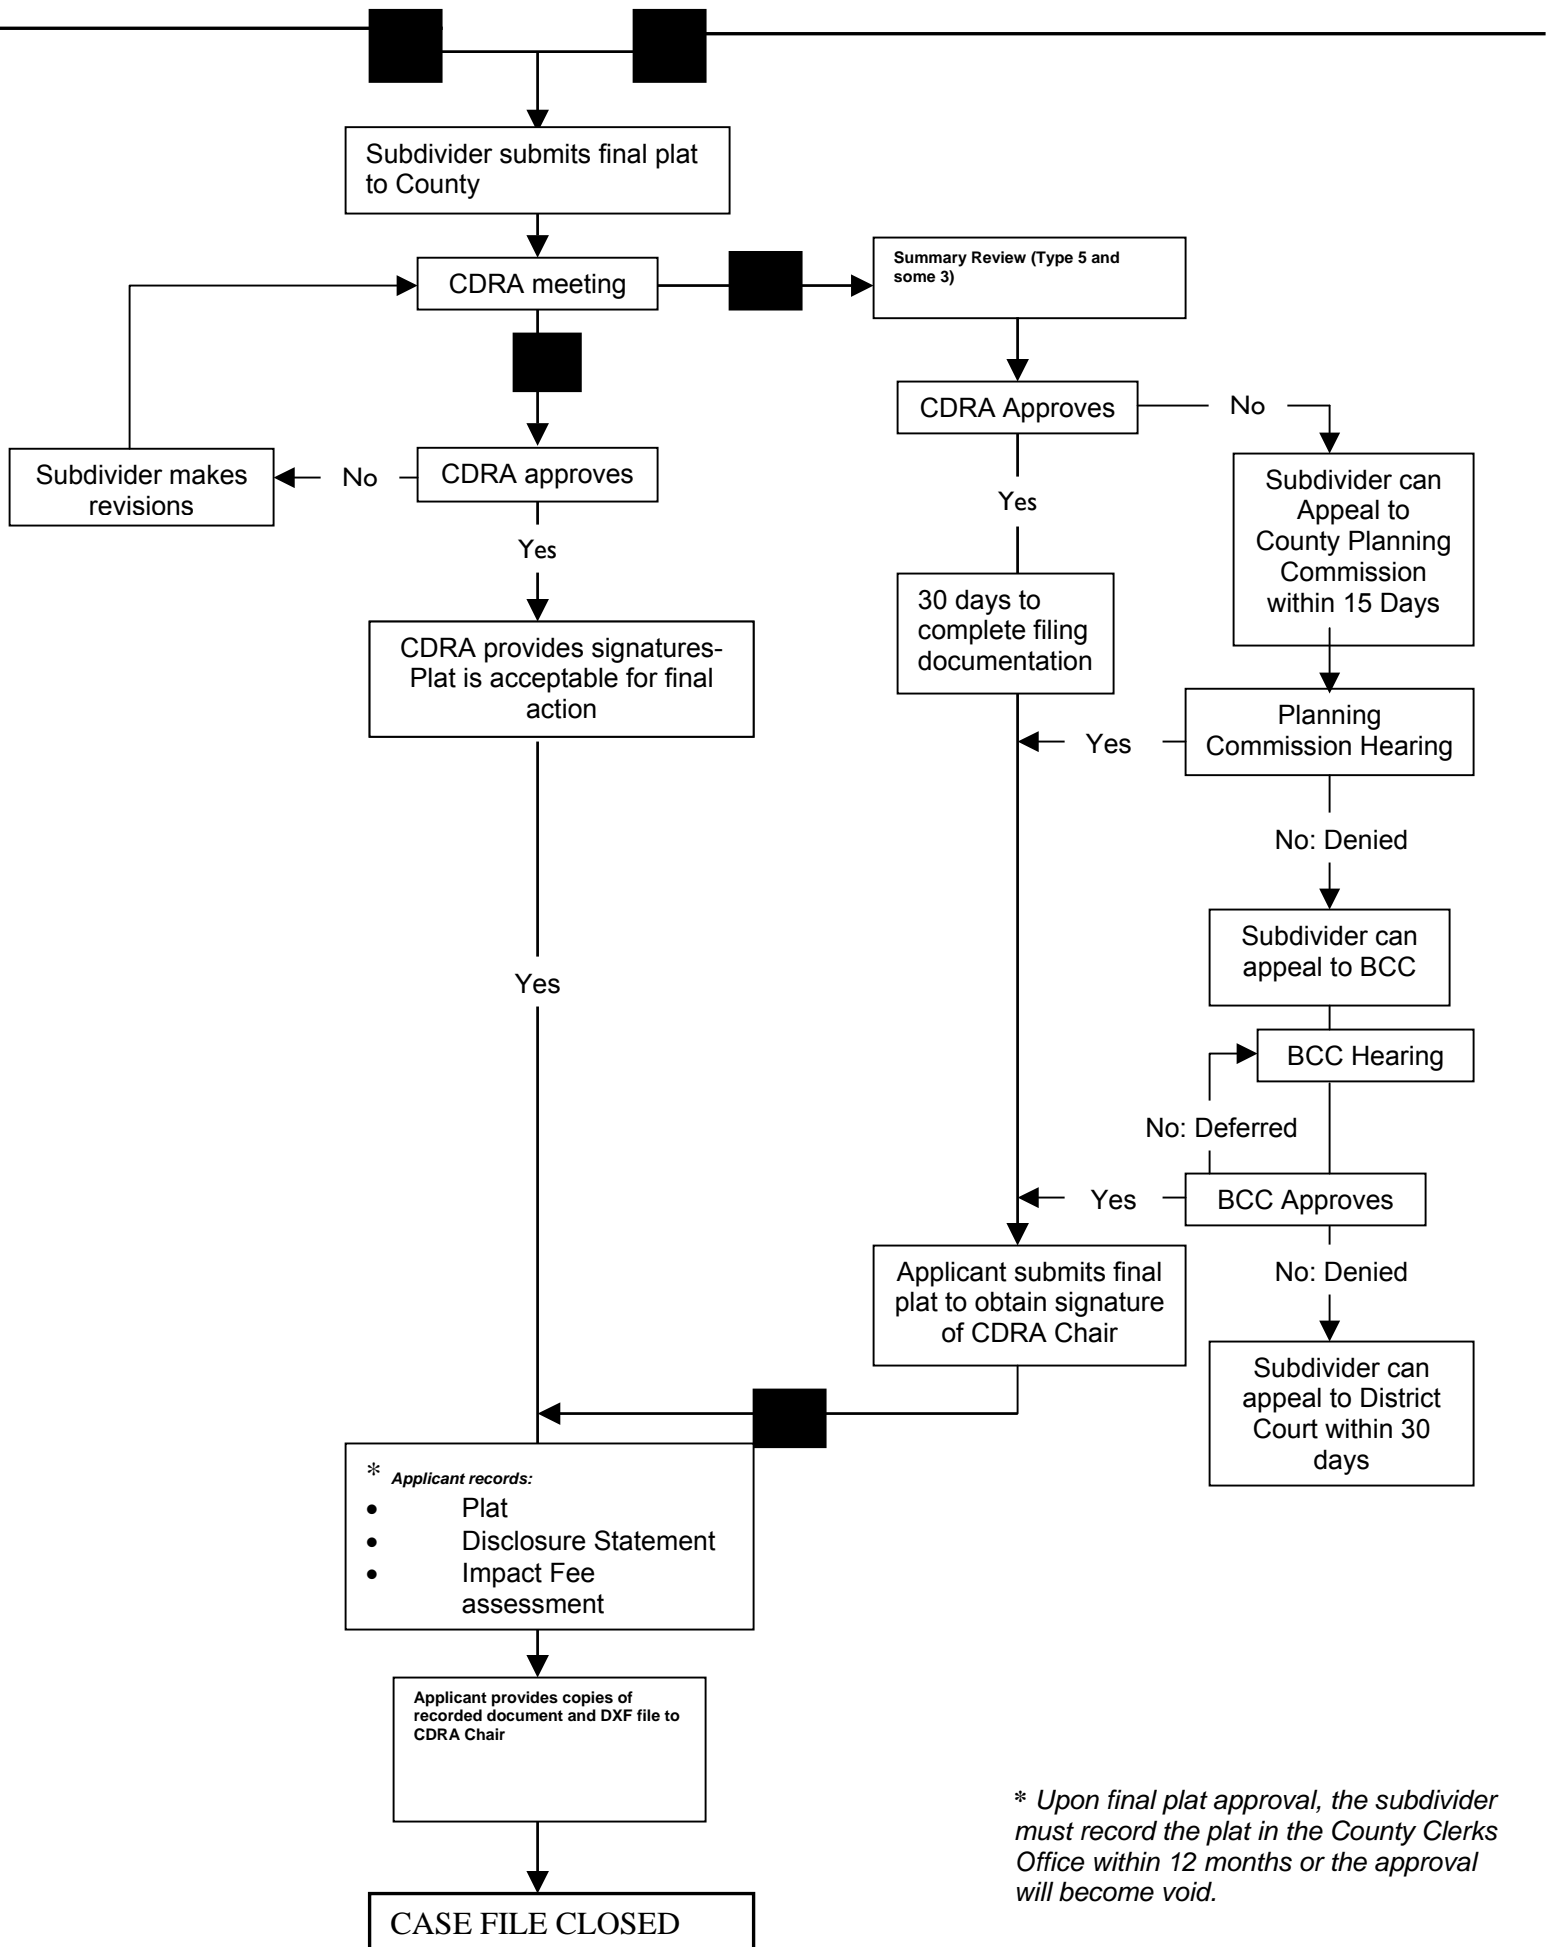 Subdivider submits final plat
to County
CDRA meeting
Summary Review (Type 5 and
some 3)
CDRA Approves
No
Subdivider makes
revisions
No
CDRA approves
Yes
Subdivider can
Appeal to
County Planning
Commission
within 15 Days
Yes
30 days to
complete filing
documentation
CDRA provides signatures-
Plat is acceptable for final
action
Yes
Planning
Commission Hearing
No: Denied
Subdivider can
appeal to BCC
Yes
BCC Hearing
No: Deferred
Yes
BCC Approves
Applicant submits final
plat to obtain signature
of CDRA Chair
No: Denied
Subdivider can
appeal to District
Court within 30
days
* Applicant records:
• Plat
• Disclosure Statement
• Impact Fee
assessment
Applicant provides copies of
recorded document and DXF file to
CDRA Chair
* Upon final plat approval, the subdivider
must record the plat in the County Clerks
Office within 12 months or the approval
will become void.
CASE FILE CLOSED